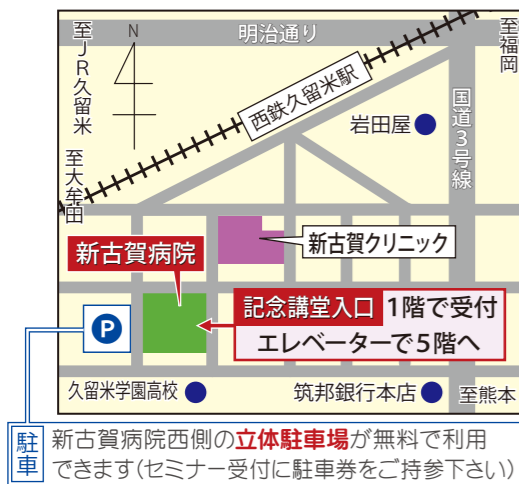 至JR久留米
N
明治通り
至福岡
西鉄久留米駅
岩田屋
国道3号線
至大牟田
新古賀クリニック
新古賀病院
記念講堂入口 1階で受付
エレベーターで5階へ
P
久留米学園高校
筑邦銀行本店
至熊本
駐車
新古賀病院西側の立体駐車場が無料で利用
できます(セミナー受付に駐車券をご持参下さい)